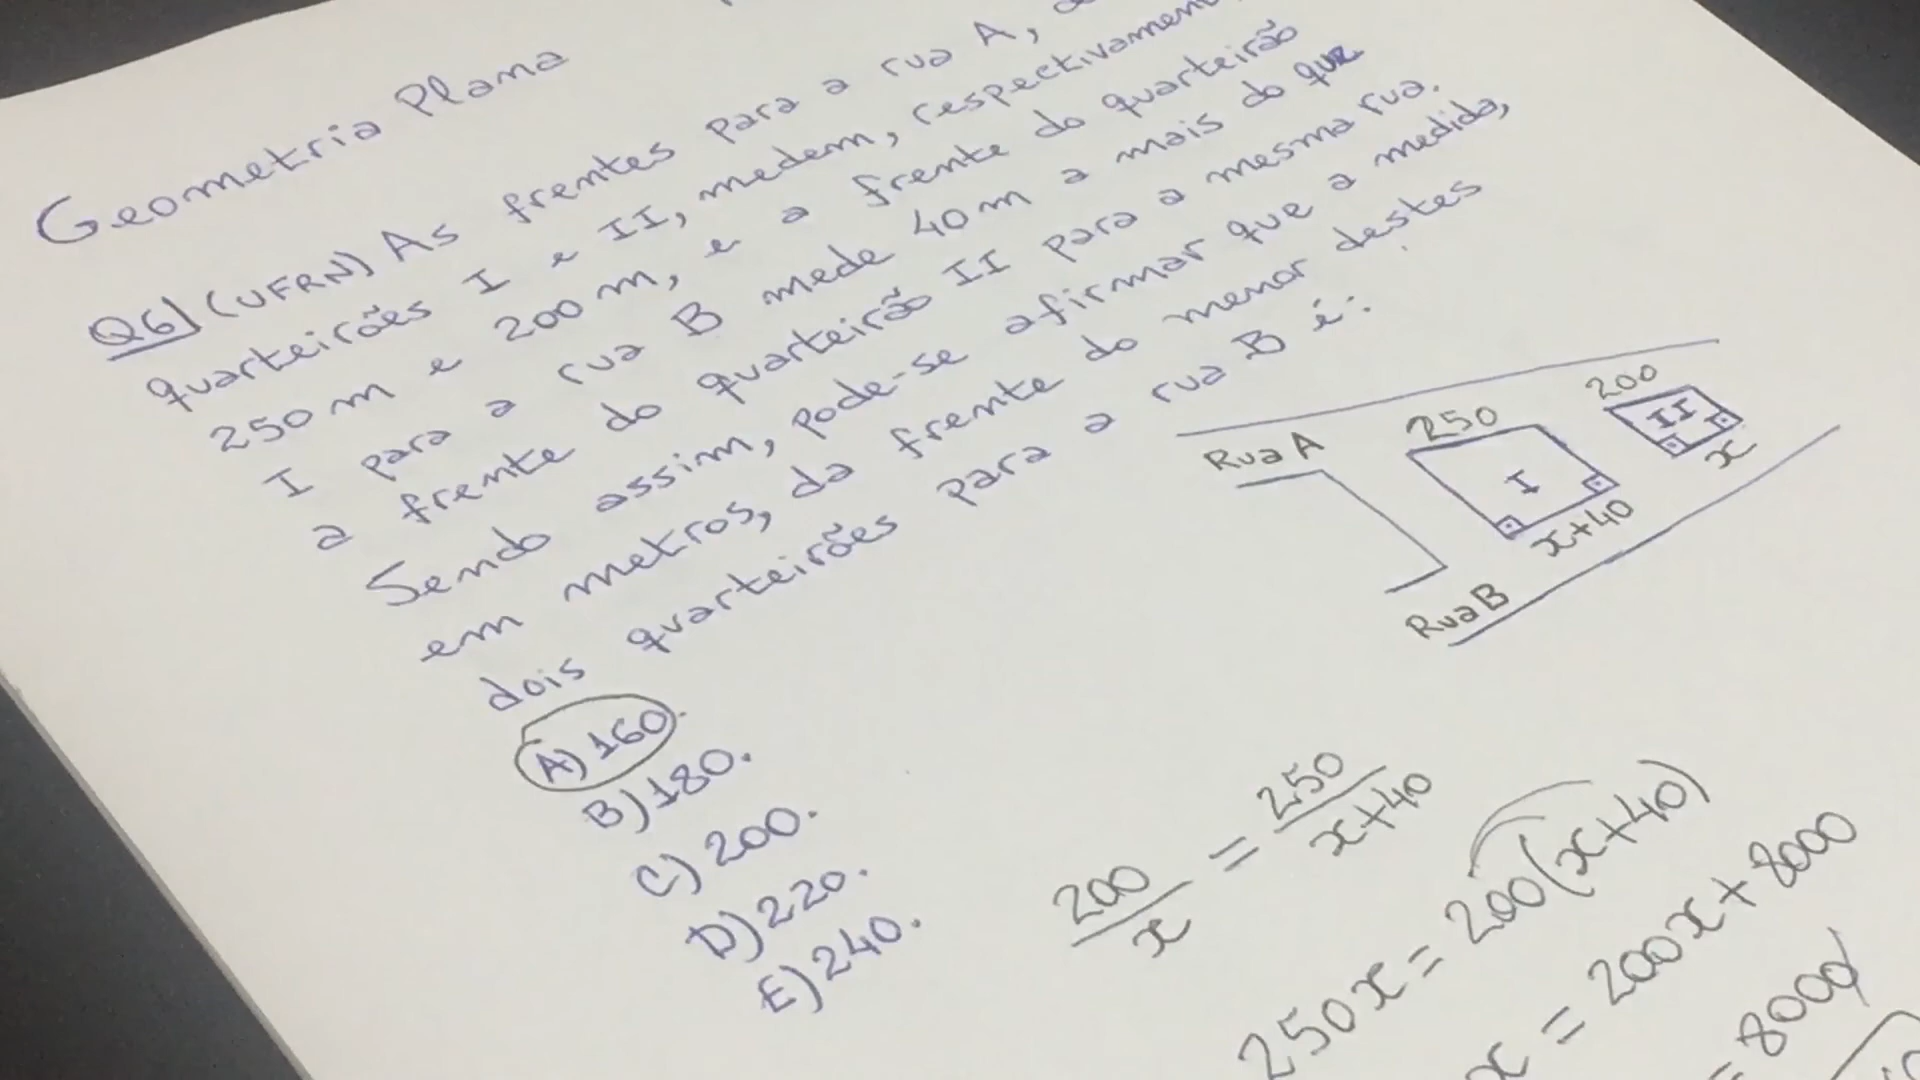 Geometria Plana
Q6) (UFRN) As frentes para a rua A,
quarteirões I e II, medem, respectivamen
250 m e 200 m, e a frente do quarteirão
I para a rua B mede 40 m a mais do que
a frente do quarteirão II para a mesma rua.
Sendo assim, pode-se afirmar que a medida,
em metros, da frente do menor destes
dois quarteirões para a rua B é:
A) 160.
B) 180.
C) 200.
D) 220.
E) 240.
Rua A
250
200
I
II
x+40
x
Rua B
200/x = 250/x+40
250x = 200(x+40)
x = 200x + 8000
= 8000